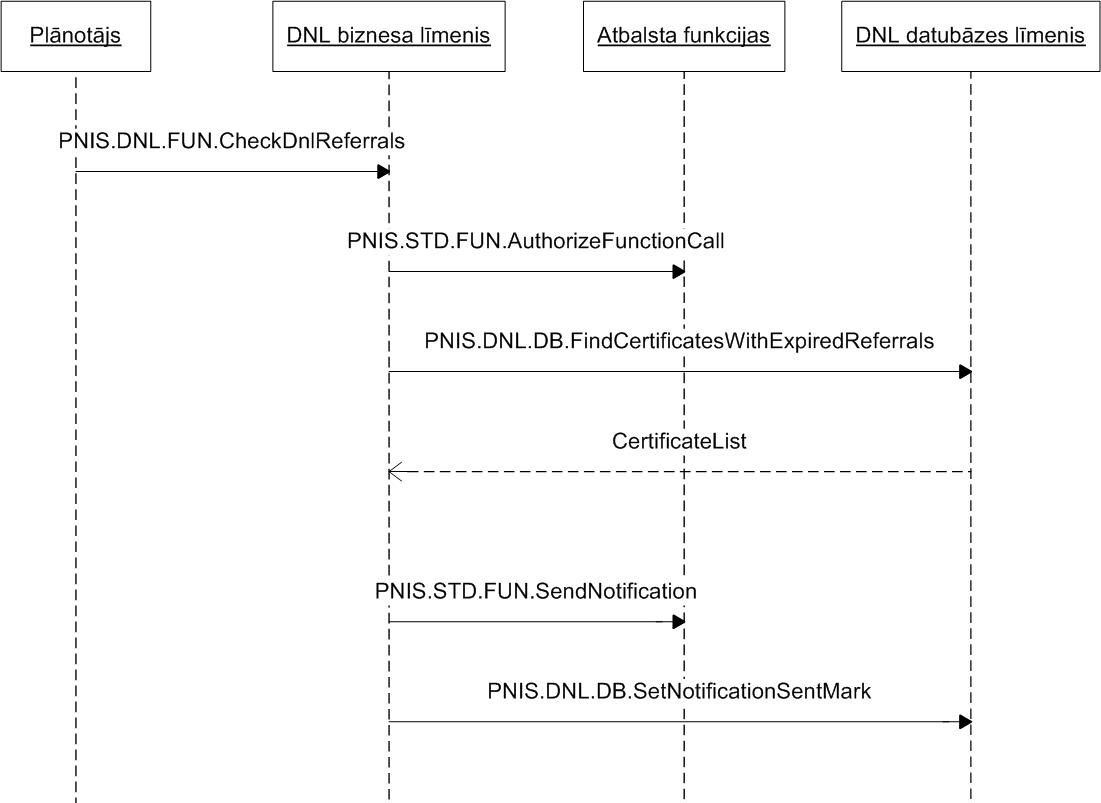 Plānotājs
DNL biznesa līmenis
Atbalsta funkcijas
DNL datubāzes līmenis
PNIS.DNL.FUN.CheckDnlReferrals
PNIS.STD.FUN.AuthorizeFunctionCall
PNIS.DNL.DB.FindCertificatesWithExpiredReferrals
CertificateList
PNIS.STD.FUN.SendNotification
PNIS.DNL.DB.SetNotificationSentMark